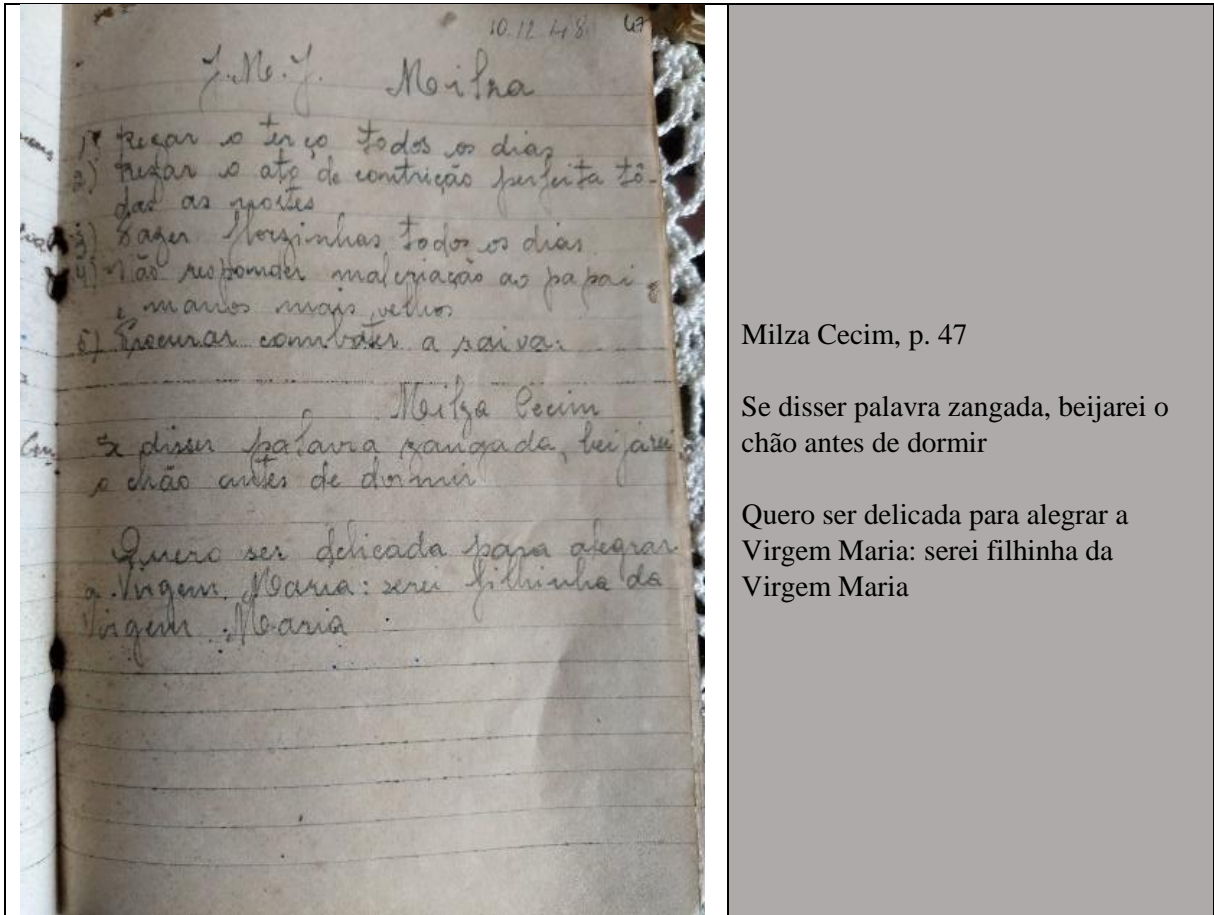 10.12.48 47
J.M.J. Milza
1) Rezar o terço todos os dias
2) Rezar o ato de contrição perfeita tô-
das as noites
3) Fazer florzinhas todos os dias
4) Não responder malcriação ao papai
e manos mais velhos
5) Procurar combater a raiva.
Milza Cecim
Se disser palavra zangada, beijarei
o chão antes de dormir
Quero ser delicada para alegrar
a Virgem Maria: serei filhinha da
Virgem Maria
Milza Cecim, p. 47
Se disser palavra zangada, beijarei o
chão antes de dormir
Quero ser delicada para alegrar a
Virgem Maria: serei filhinha da
Virgem Maria